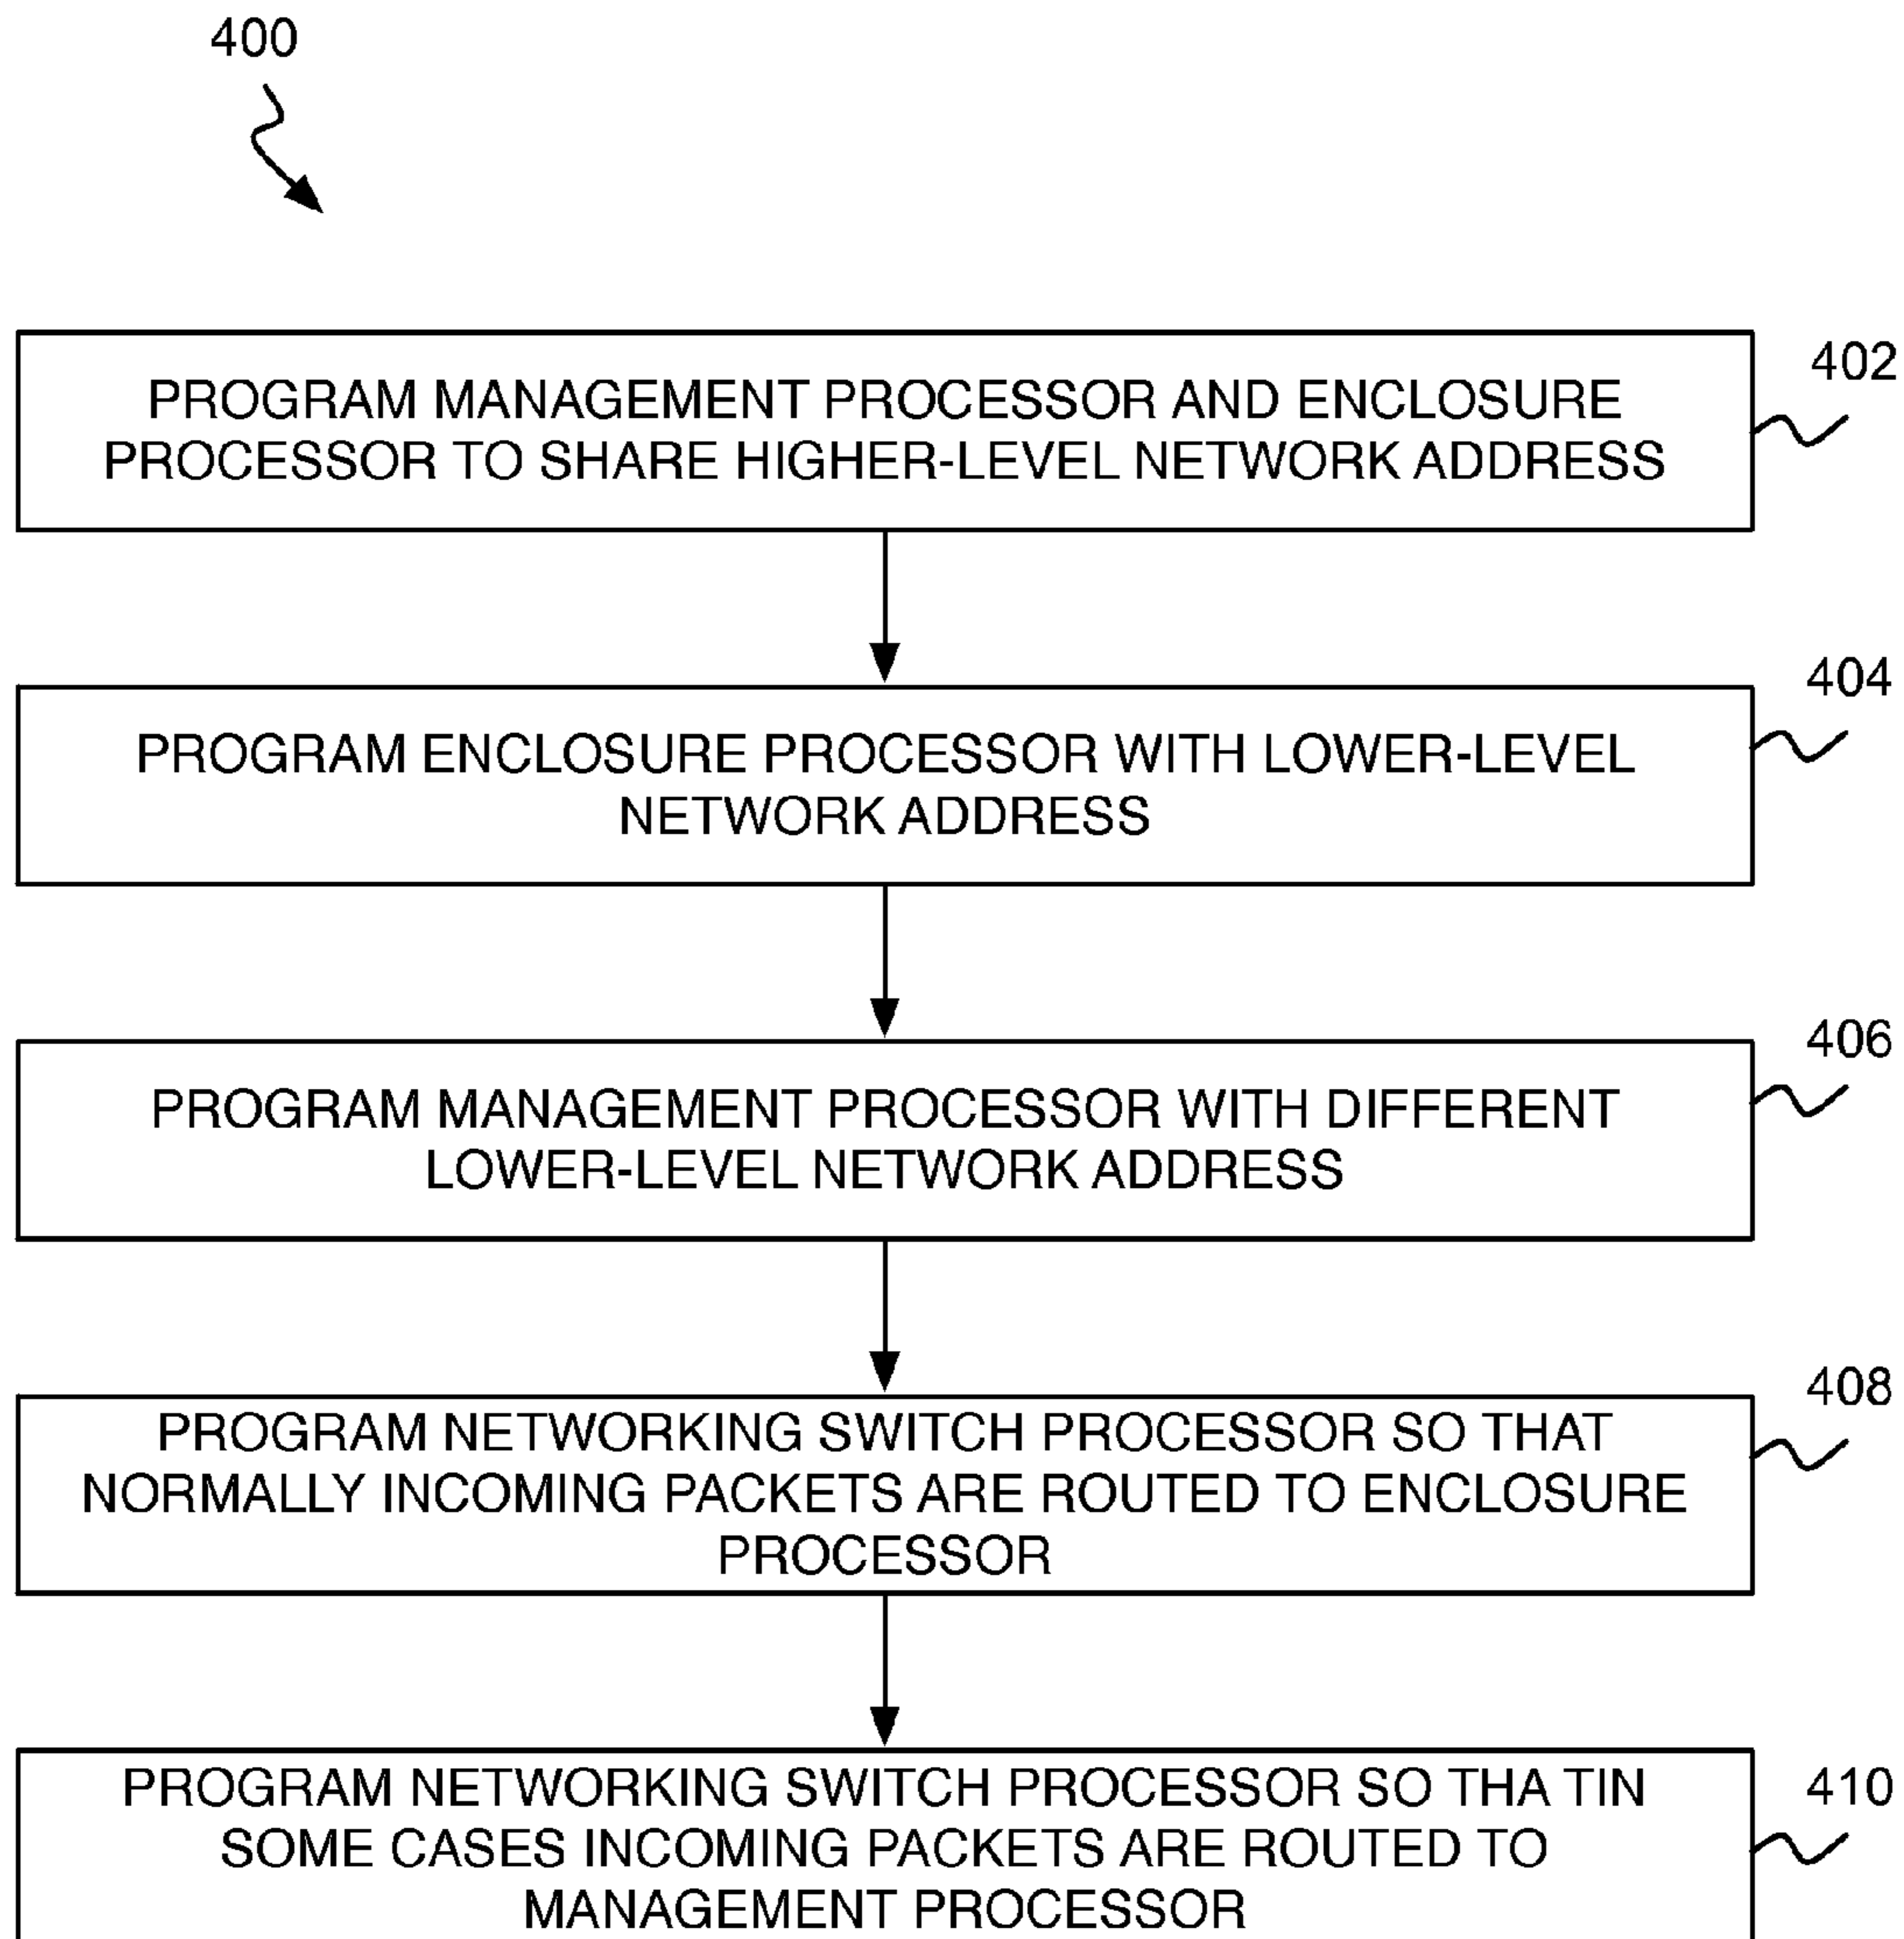 400
402
PROGRAM MANAGEMENT PROCESSOR AND ENCLOSURE
PROCESSOR TO SHARE HIGHER-LEVEL NETWORK ADDRESS
404
PROGRAM ENCLOSURE PROCESSOR WITH LOWER-LEVEL
NETWORK ADDRESS
406
PROGRAM MANAGEMENT PROCESSOR WITH DIFFERENT
LOWER-LEVEL NETWORK ADDRESS
408
PROGRAM NETWORKING SWITCH PROCESSOR SO THAT
NORMALLY INCOMING PACKETS ARE ROUTED TO ENCLOSURE
PROCESSOR
410
PROGRAM NETWORKING SWITCH PROCESSOR SO THA TIN
SOME CASES INCOMING PACKETS ARE ROUTED TO
MANAGEMENT PROCESSOR